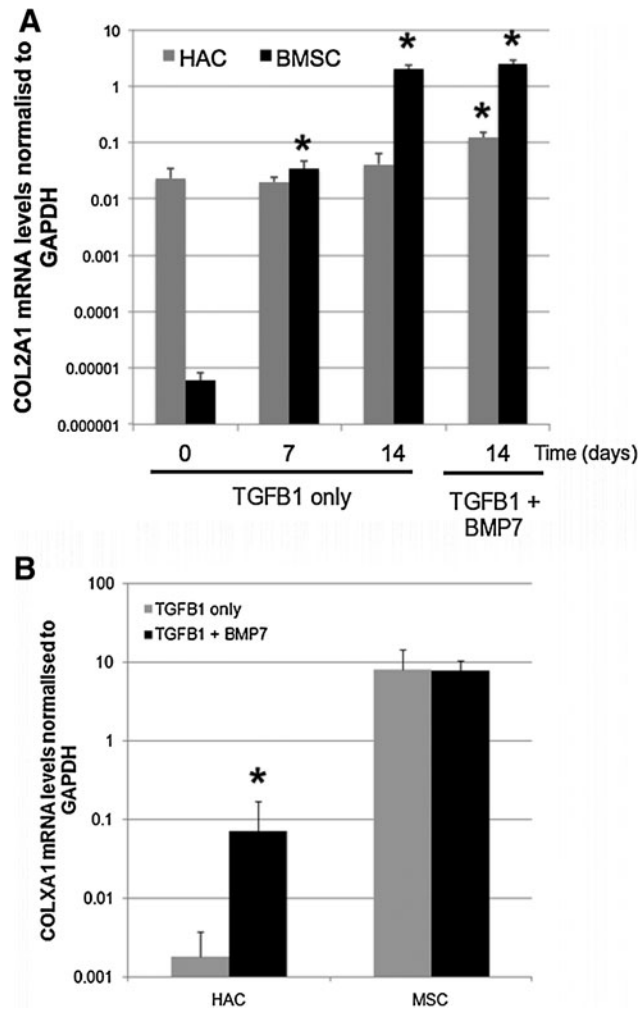 A
COL2A1 mRNA levels normalisd to
GAPDH
HAC
BMSC
10
1
0.1
0.01
0.001
0.0001
0.00001
0.000001
*
*
*
*
0
7
14
14
Time (days)
TGFB1 only
TGFB1 +
BMP7
B
COLXA1 mRNA levels normalised to
GAPDH
TGFB1 only
TGFB1 + BMP7
100
10
1
0.1
0.01
0.001
*
HAC
MSC